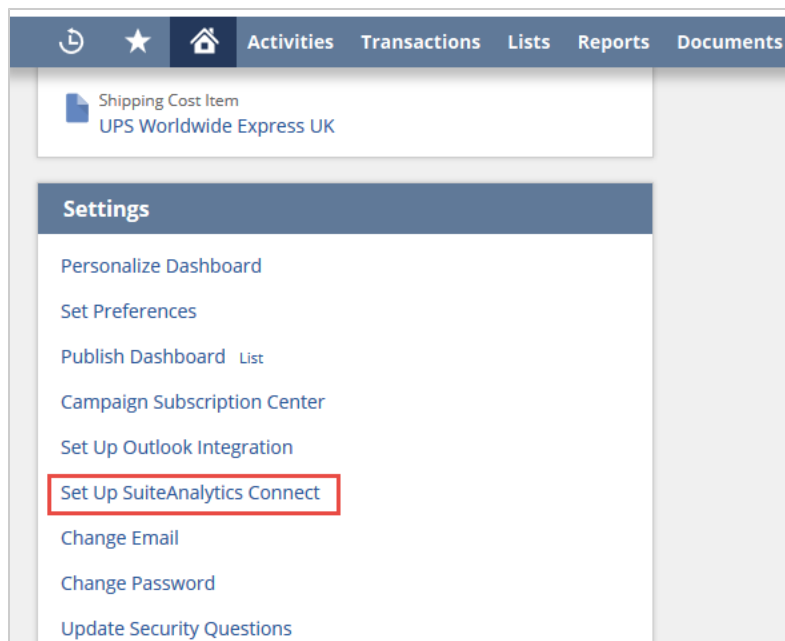 Activities Transactions Lists Reports Documents
Shipping Cost Item
UPS Worldwide Express UK
Settings
Personalize Dashboard
Set Preferences
Publish Dashboard List
Campaign Subscription Center
Set Up Outlook Integration
Set Up SuiteAnalytics Connect
Change Email
Change Password
Update Security Questions